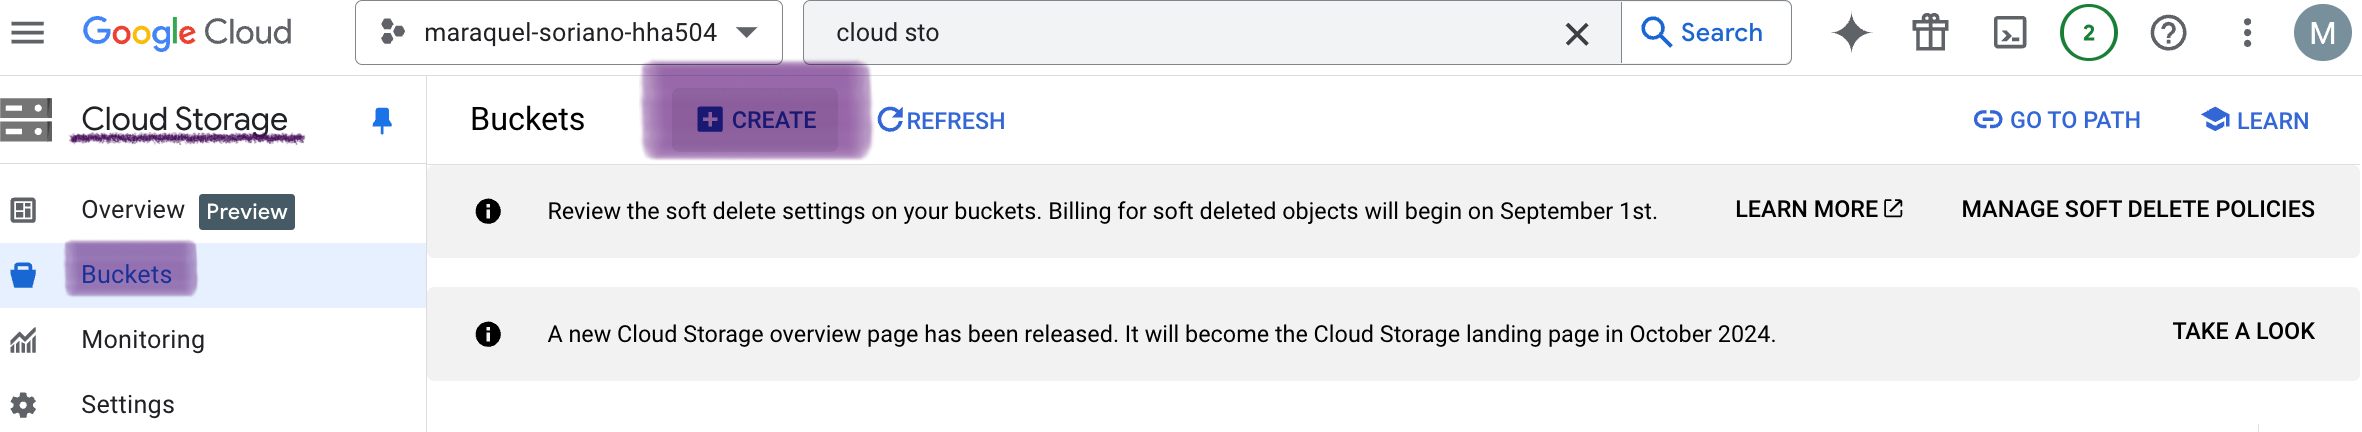 Google Cloud
maraquel-soriano-hha504
cloud sto
Search
2
M
Cloud Storage
Buckets
CREATE
REFRESH
GO TO PATH
LEARN
Overview
Preview
Review the soft delete settings on your buckets. Billing for soft deleted objects will begin on September 1st.
LEARN MORE
MANAGE SOFT DELETE POLICIES
Buckets
Monitoring
A new Cloud Storage overview page has been released. It will become the Cloud Storage landing page in October 2024.
TAKE A LOOK
Settings